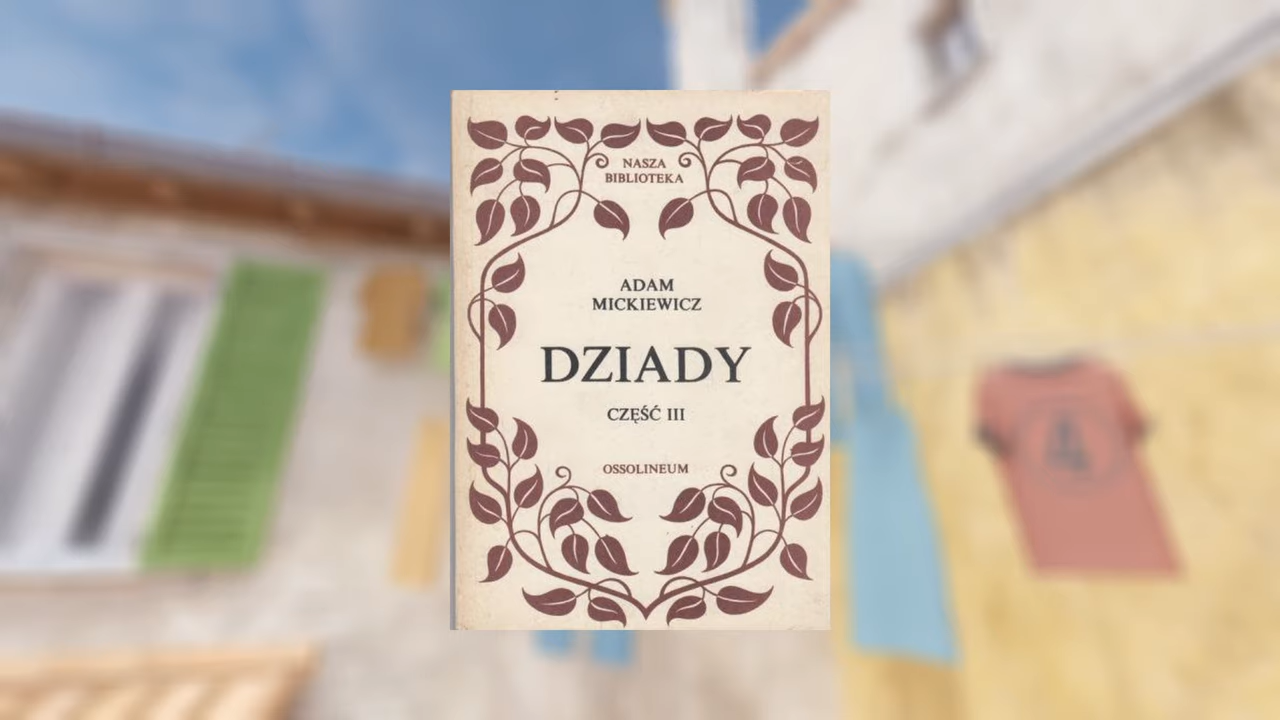 NASZA
BIBLIOTEKA
ADAM
MICKIEWICZ
DZIADY
CZĘŚĆ III
OSSOLINEUM